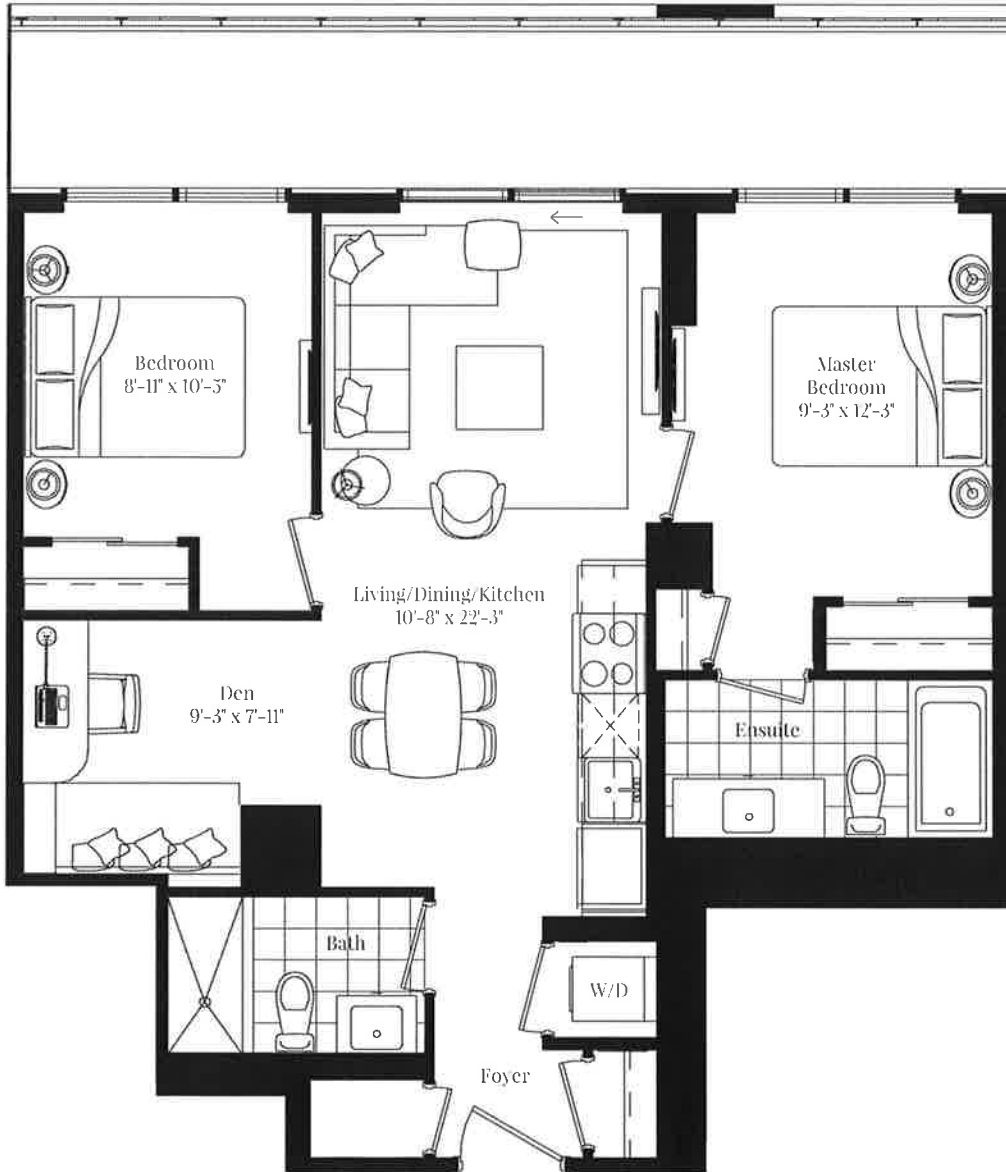 Bedroom
8'-11" x 10'-3"
Master
Bedroom
9'-3" x 12'-3"
Living/Dining/Kitchen
10'-8" x 22'-3"
Den
9'-3" x 7'-11"
Ensuite
Bath
W/D
Foyer